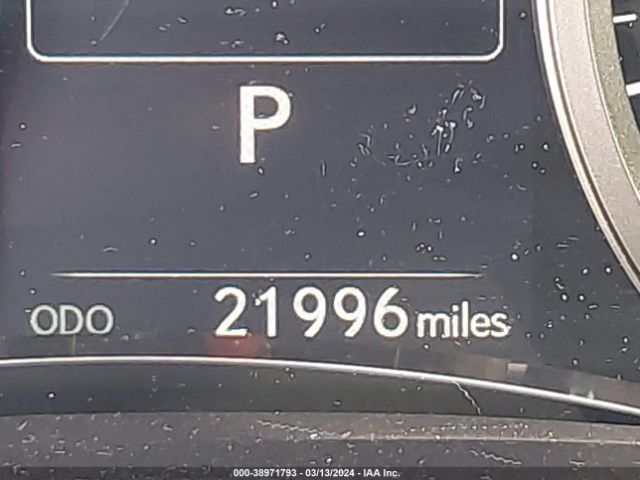 P
ODO 21996 miles
000-38971793 - 03/13/2024 - IAA Inc.